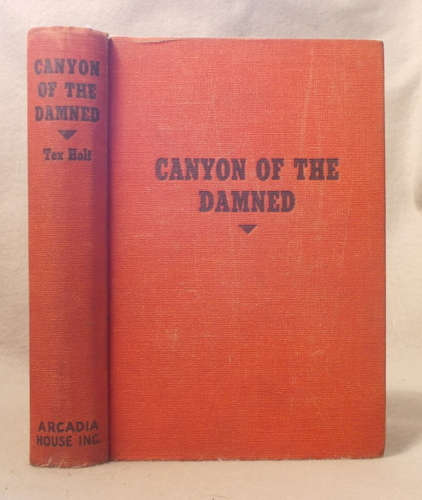 CANYON
OF THE
DAMNED
Tex Holt
ARCADIA
HOUSE INC.
CANYON OF THE
DAMNED